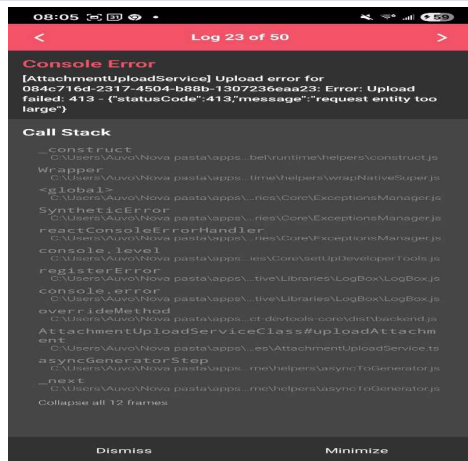 08:05
59
< Log 23 of 50 >
Console Error
[AttachmentUploadService] Upload error for
084c716d-2317-4504-b88b-1307236eaa23: Error: Upload
failed: 413 - {"statusCode":413,"message":"request entity too
large"}
Call Stack
_construct
C:\Users\Auvo\Nova pasta\apps...bel\runtime\helpers\construct.js
Wrapper
C:\Users\Auvo\Nova pasta\apps...time\helpers\wrapNativeSuper.js
<global>
C:\Users\Auvo\Nova pasta\apps...ries\Core\ExceptionsManager.js
SyntheticError
C:\Users\Auvo\Nova pasta\apps...ries\Core\ExceptionsManager.js
reactConsoleErrorHandler
C:\Users\Auvo\Nova pasta\apps...ries\Core\ExceptionsManager.js
console.level
C:\Users\Auvo\Nova pasta\apps...es\Core\setUpDeveloperTools.js
registerError
C:\Users\Auvo\Nova pasta\apps...tive\Libraries\LogBox\LogBox.js
console.error
C:\Users\Auvo\Nova pasta\apps...tive\Libraries\LogBox\LogBox.js
overrideMethod
C:\Users\Auvo\Nova pasta\apps...ct-devtools-core\dist\backend.js
AttachmentUploadServiceClass#uploadAttachm
ent
C:\Users\Auvo\Nova pasta\apps...es\AttachmentUploadService.ts
asyncGeneratorStep
C:\Users\Auvo\Nova pasta\apps...me\helpers\asyncToGenerator.js
_next
C:\Users\Auvo\Nova pasta\apps...me\helpers\asyncToGenerator.js
Collapse all 12 frames
Dismiss
Minimize